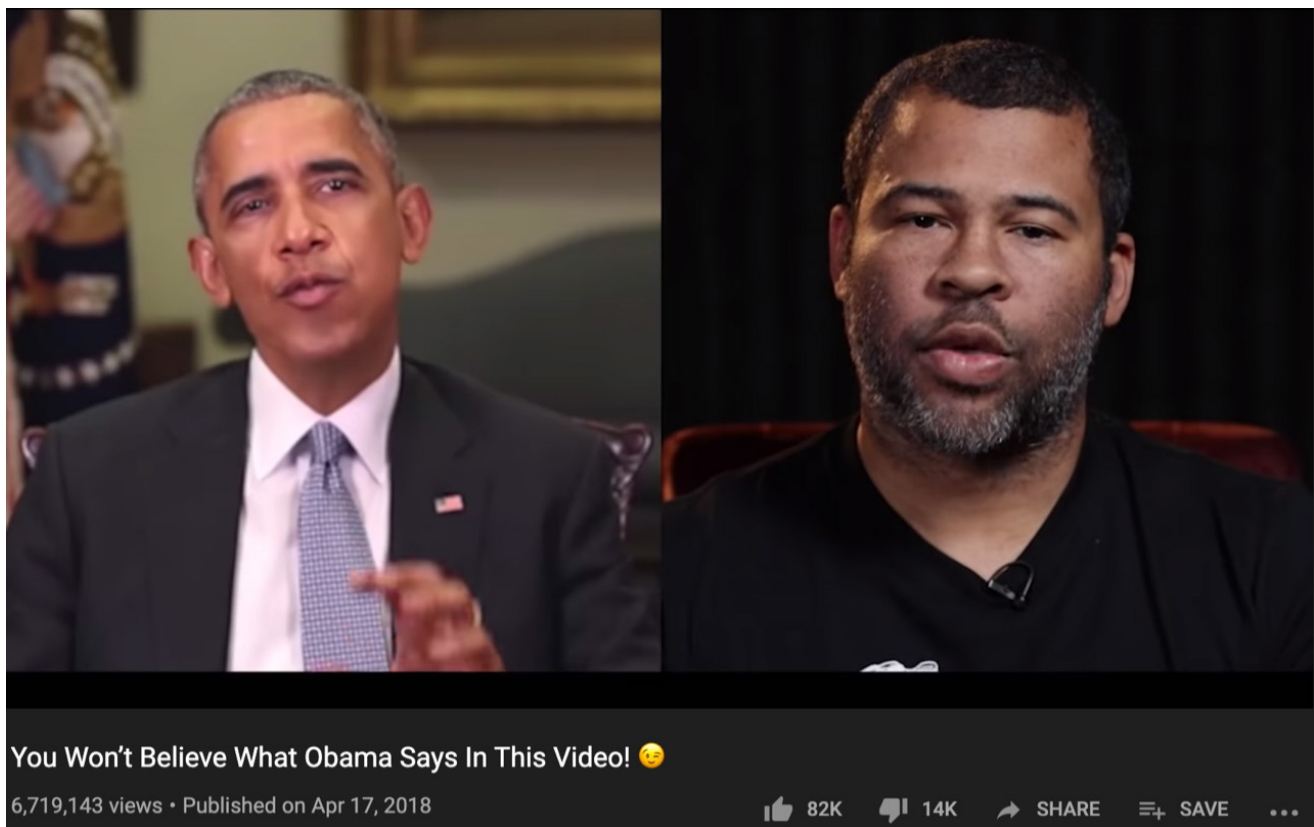 You Won’t Believe What Obama Says In This Video! 😉
6,719,143 views • Published on Apr 17, 2018 82K 14K SHARE SAVE